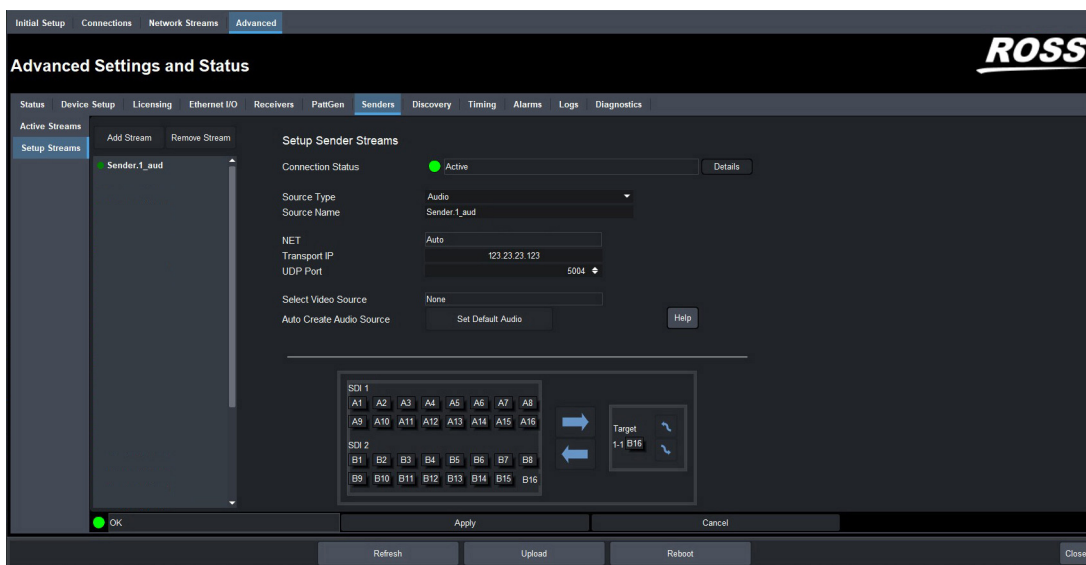 Initial Setup Connections Network Streams Advanced
ROSS
Advanced Settings and Status
Status Device Setup Licensing Ethernet I/O Receivers PattGen Senders Discovery Timing Alarms Logs Diagnostics
Active Streams
Setup Streams
Add Stream Remove Stream
Sender.1_aud
Setup Sender Streams
Connection Status Active Details
Source Type Audio
Source Name Sender.1_aud
NET Auto
Transport IP 123.23.23.123
UDP Port 5004
Select Video Source None
Auto Create Audio Source Set Default Audio Help
SDI 1
A1 A2 A3 A4 A5 A6 A7 A8
A9 A10 A11 A12 A13 A14 A15 A16
SDI 2
B1 B2 B3 B4 B5 B6 B7 B8
B9 B10 B11 B12 B13 B14 B15 B16
Target
1-1 B16
OK Apply Cancel
Refresh Upload Reboot Close